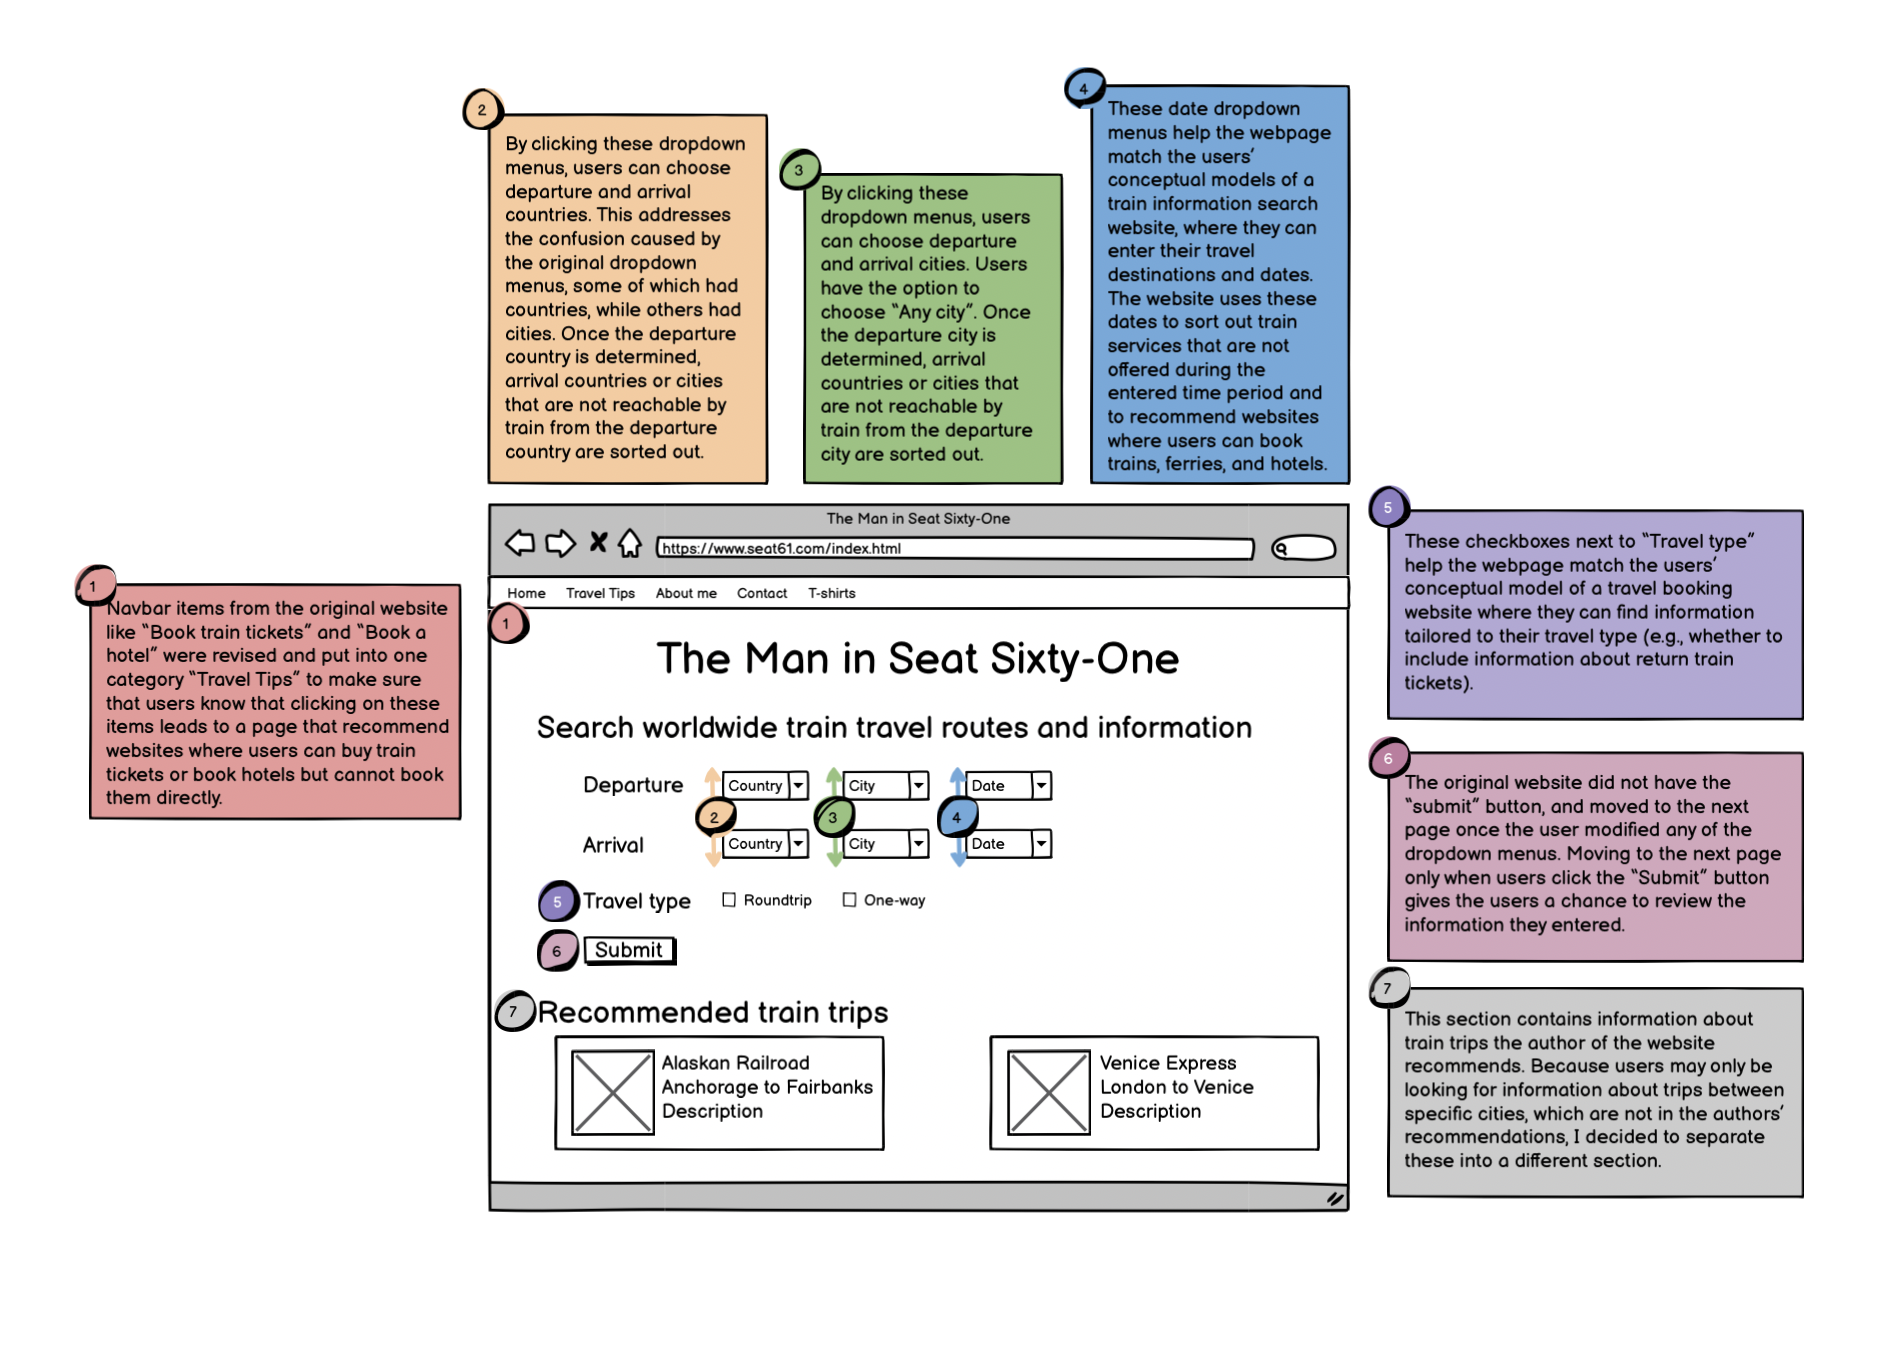 2
By clicking these dropdown
menus, users can choose
departure and arrival
countries. This addresses
the confusion caused by
the original dropdown
menus, some of which had
countries, while others had
cities. Once the departure
country is determined,
arrival countries or cities
that are not reachable by
train from the departure
country are sorted out.
3
By clicking these
dropdown menus, users
can choose departure
and arrival cities. Users
have the option to
choose “Any city”. Once
the departure city is
determined, arrival
countries or cities that
are not reachable by
train from the departure
city are sorted out.
4
These date dropdown
menus help the webpage
match the users’
conceptual models of a
train information search
website, where they can
enter their travel
destinations and dates.
The website uses these
dates to sort out train
services that are not
offered during the
entered time period and
to recommend websites
where users can book
trains, ferries, and hotels.
1
Navbar items from the original website
like “Book train tickets” and “Book a
hotel” were revised and put into one
category “Travel Tips” to make sure
that users know that clicking on these
items leads to a page that recommend
websites where users can buy train
tickets or book hotels but cannot book
them directly.
The Man in Seat Sixty-One
https://www.seat61.com/index.html
Home Travel Tips About me Contact T-shirts
1
The Man in Seat Sixty-One
Search worldwide train travel routes and information
Departure Country City Date
2 3 4
Arrival Country City Date
5 Travel type Roundtrip One-way
6 Submit
7 Recommended train trips
Alaskan Railroad
Anchorage to Fairbanks
Description
Venice Express
London to Venice
Description
5
These checkboxes next to “Travel type”
help the webpage match the users’
conceptual model of a travel booking
website where they can find information
tailored to their travel type (e.g., whether to
include information about return train
tickets).
6
The original website did not have the
“submit” button, and moved to the next
page once the user modified any of the
dropdown menus. Moving to the next page
only when users click the “Submit” button
gives the users a chance to review the
information they entered.
7
This section contains information about
train trips the author of the website
recommends. Because users may only be
looking for information about trips between
specific cities, which are not in the authors’
recommendations, I decided to separate
these into a different section.